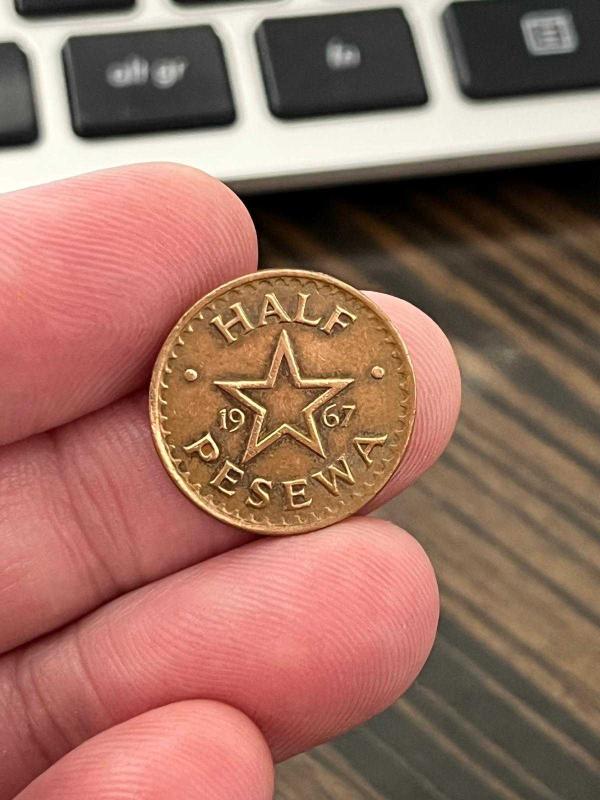 alt gr
fn
HALF
19 67
PESEWA